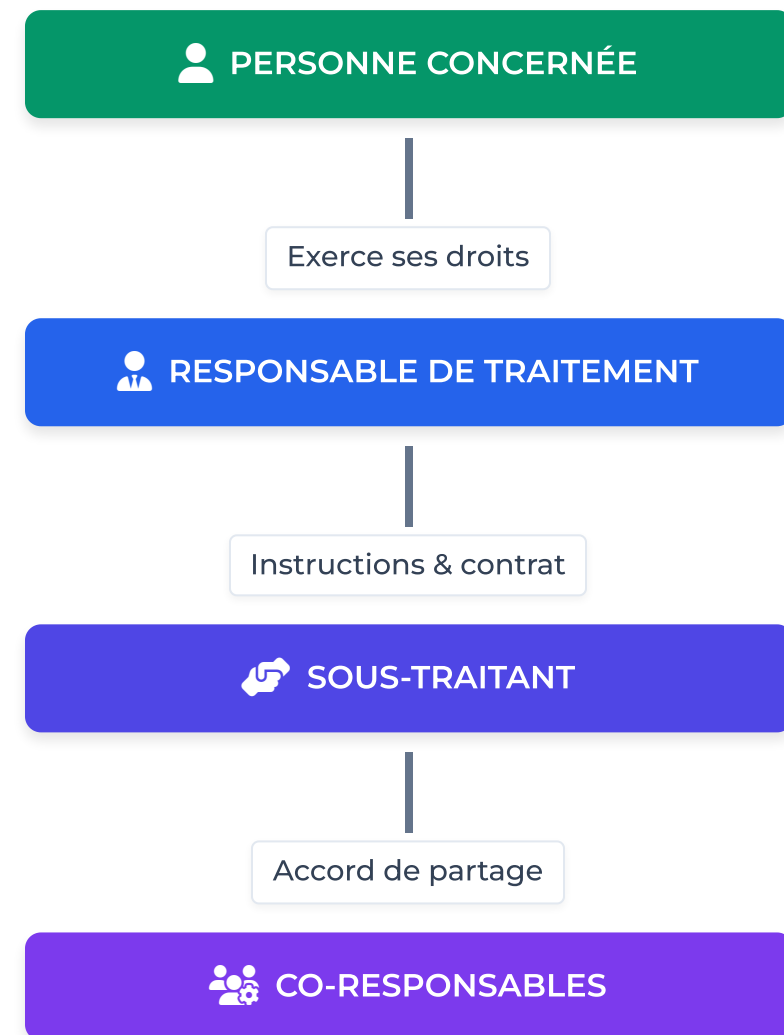 PERSONNE CONCERNÉE
Exerce ses droits
RESPONSABLE DE TRAITEMENT
Instructions & contrat
SOUS-TRAITANT
Accord de partage
CO-RESPONSABLES